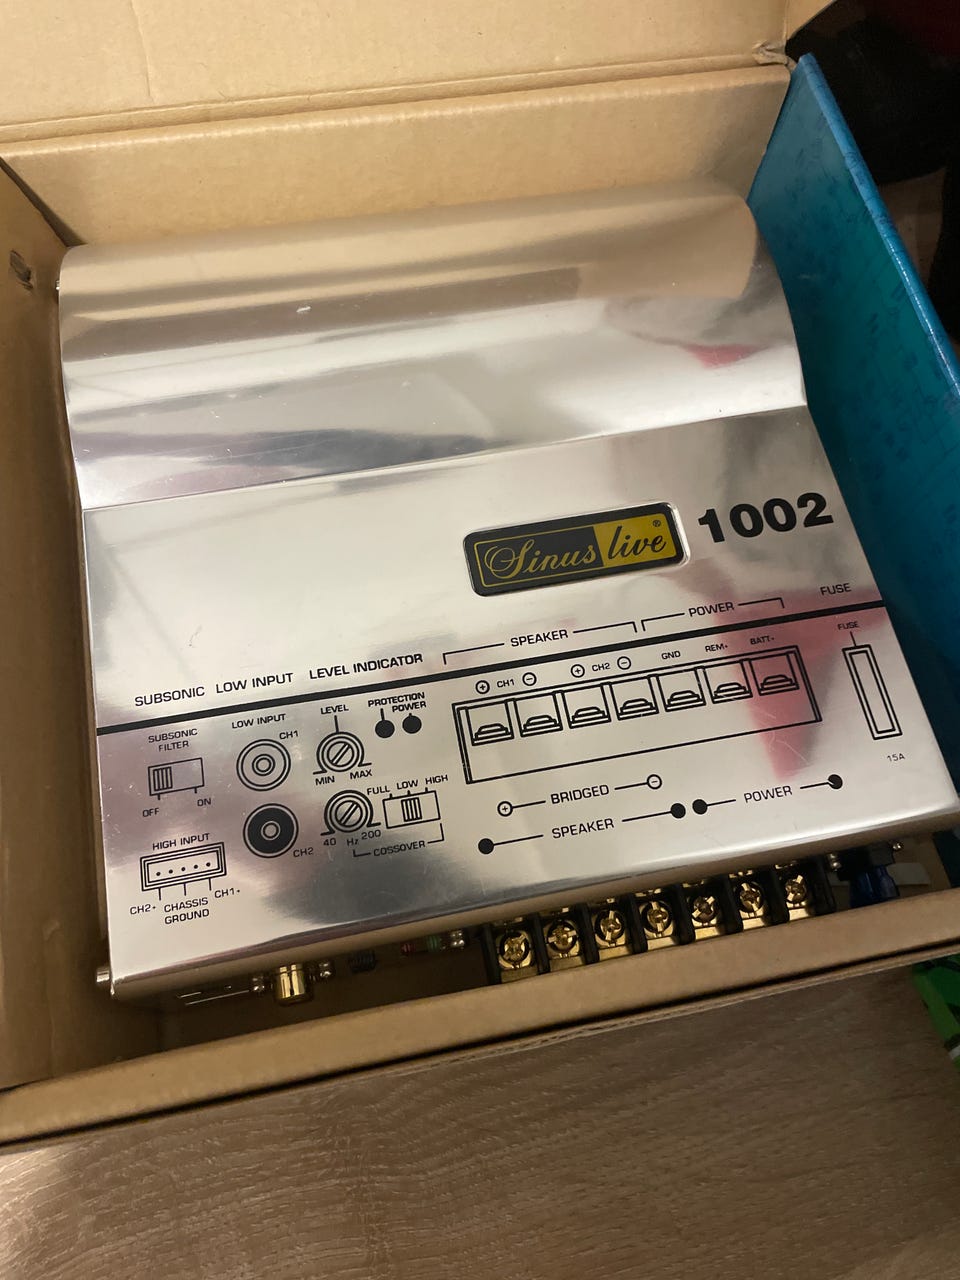 Sinus live ®
1002
SUBSONIC LOW INPUT LEVEL INDICATOR SPEAKER POWER FUSE
SUBSONIC
FILTER
OFF ON
LOW INPUT
CH1
CH2
LEVEL
MIN MAX
PROTECTION
POWER
FULL LOW HIGH
40 Hz 200
COSSOVER
HIGH INPUT
CH2+ CHASSIS GROUND CH1+
+ CH1 - + CH2 - GND REM+ BATT+
+ BRIDGED -
SPEAKER POWER
FUSE
15A